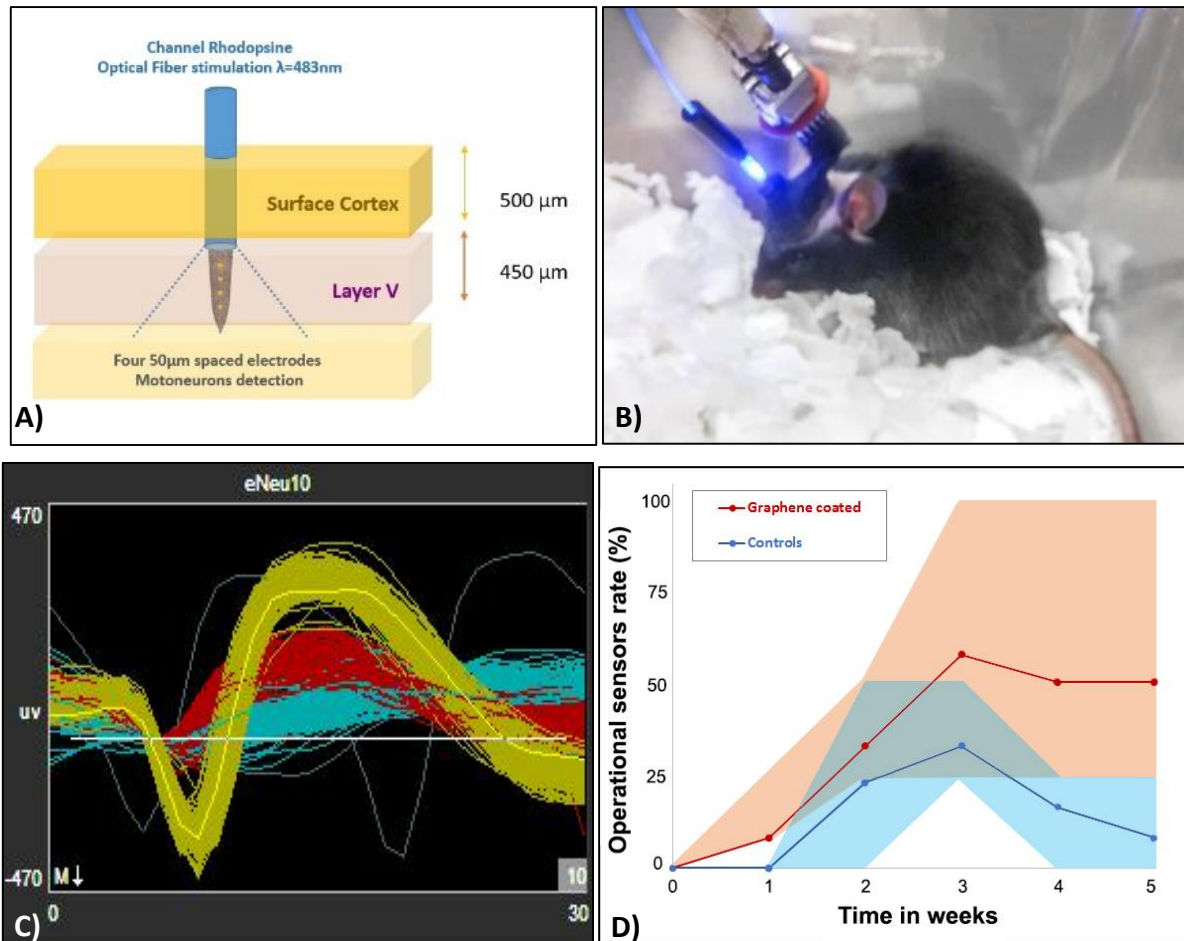 Channel Rhodopsine
Optical Fiber stimulation λ=483nm
Surface Cortex
500 µm
Layer V
450 µm
Four 50µm spaced electrodes
Motoneurons detection
A)
B)
eNeu10
470
uv
-470
M↓
10
0
30
C)
Graphene coated
Controls
Operational sensors rate (%)
100
75
50
25
0
0 1 2 3 4 5
Time in weeks
D)